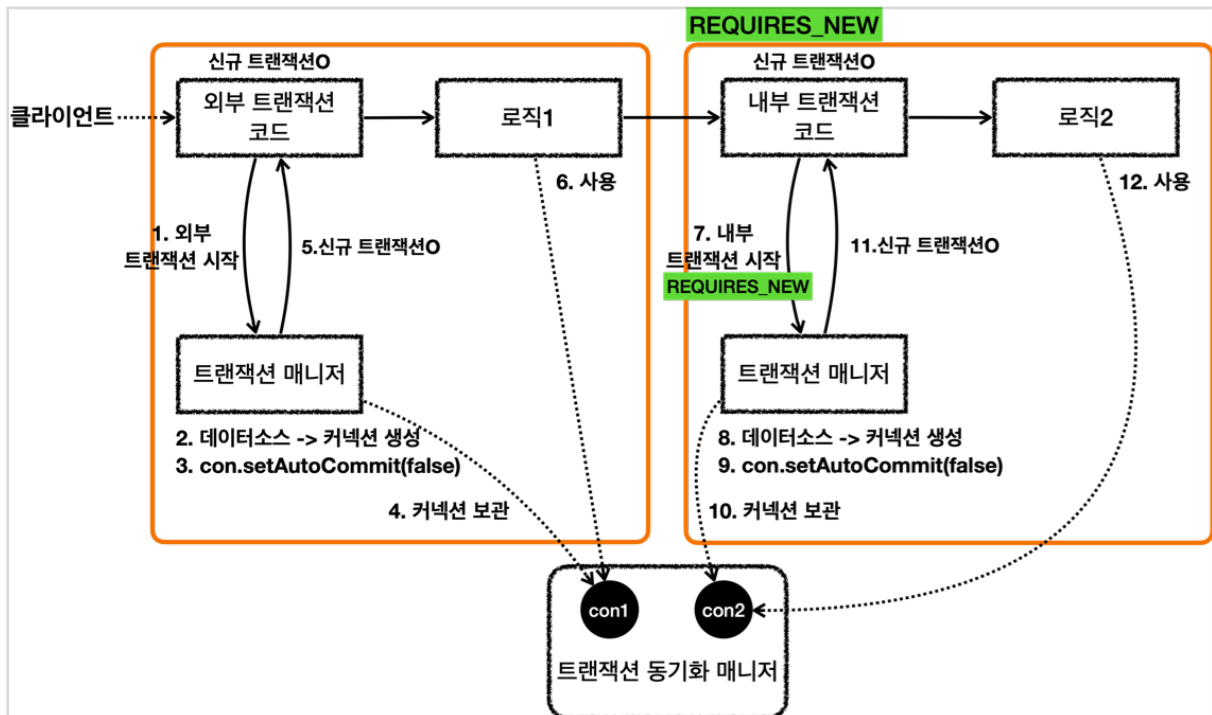 REQUIRES_NEW
신규 트랜잭션O
외부 트랜잭션
코드
클라이언트
로직1
6. 사용
1. 외부
트랜잭션 시작
5.신규 트랜잭션O
트랜잭션 매니저
2. 데이터소스 -> 커넥션 생성
3. con.setAutoCommit(false)
4. 커넥션 보관
신규 트랜잭션O
내부 트랜잭션
코드
로직2
12. 사용
7. 내부
트랜잭션 시작
REQUIRES_NEW
11.신규 트랜잭션O
트랜잭션 매니저
8. 데이터소스 -> 커넥션 생성
9. con.setAutoCommit(false)
10. 커넥션 보관
con1
con2
트랜잭션 동기화 매니저